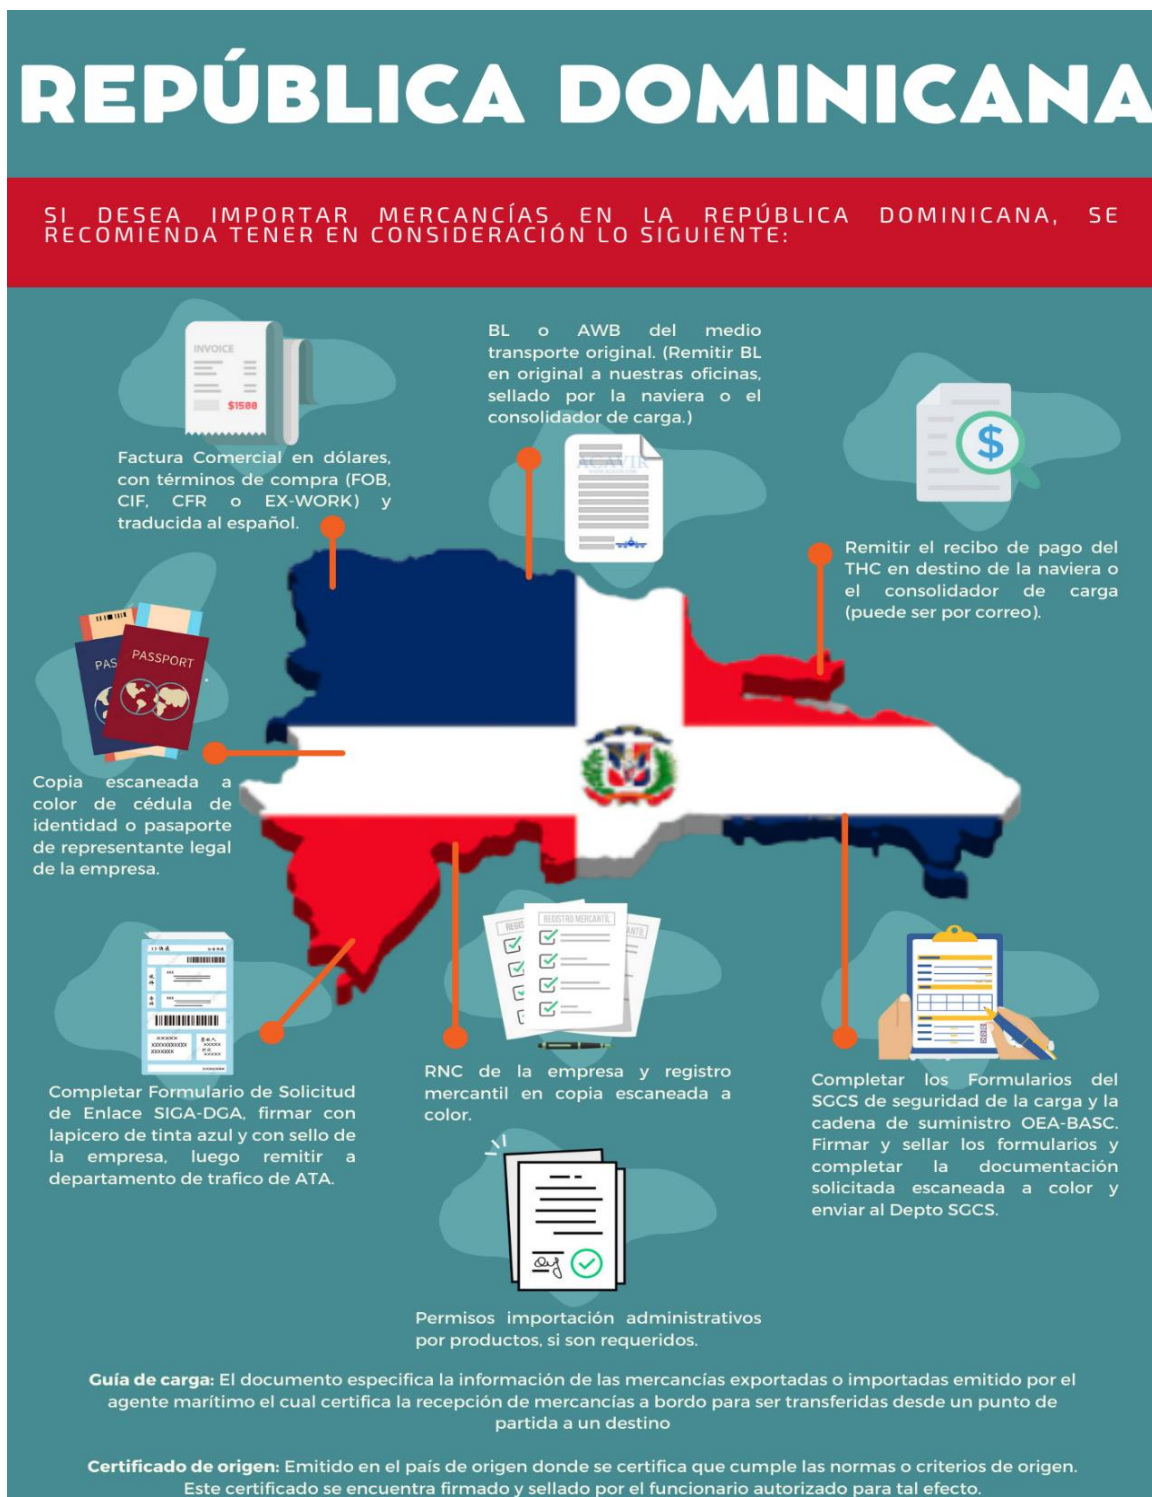 REPÚBLICA DOMINICANA
SI DESEA IMPORTAR MERCANCÍAS EN LA REPÚBLICA DOMINICANA, SE
RECOMIENDA TENER EN CONSIDERACIÓN LO SIGUIENTE:
INVOICE
$1500
Factura Comercial en dólares,
con términos de compra (FOB,
CIF, CFR o EX-WORK) y
traducida al español.
BL o AWB del medio
transporte original. (Remitir BL
en original a nuestras oficinas,
sellado por la naviera o el
consolidador de carga.)
ACAVIR
$
Remitir el recibo de pago del
THC en destino de la naviera o
el consolidador de carga
(puede ser por correo).
PAS
PASSPORT
Copia escaneada a
color de cédula de
identidad o pasaporte
de representante legal
de la empresa.
REGISTRO MERCANTÍL
Completar Formulario de Solicitud
de Enlace SIGA-DGA, firmar con
lapicero de tinta azul y con sello de
la empresa, luego remitir a
departamento de trafico de ATA.
RNC de la empresa y registro
mercantil en copia escaneada a
color.
Completar los Formularios del
SGCS de seguridad de la carga y la
cadena de suministro OEA-BASC.
Firmar y sellar los formularios y
completar la documentación
solicitada escaneada a color y
enviar al Depto SGCS.
Permisos importación administrativos
por productos, si son requeridos.
Guía de carga: El documento especifica la información de las mercancías exportadas o importadas emitido por el
agente marítimo el cual certifica la recepción de mercancías a bordo para ser transferidas desde un punto de
partida a un destino
Certificado de origen: Emitido en el país de origen donde se certifica que cumple las normas o criterios de origen.
Este certificado se encuentra firmado y sellado por el funcionario autorizado para tal efecto.